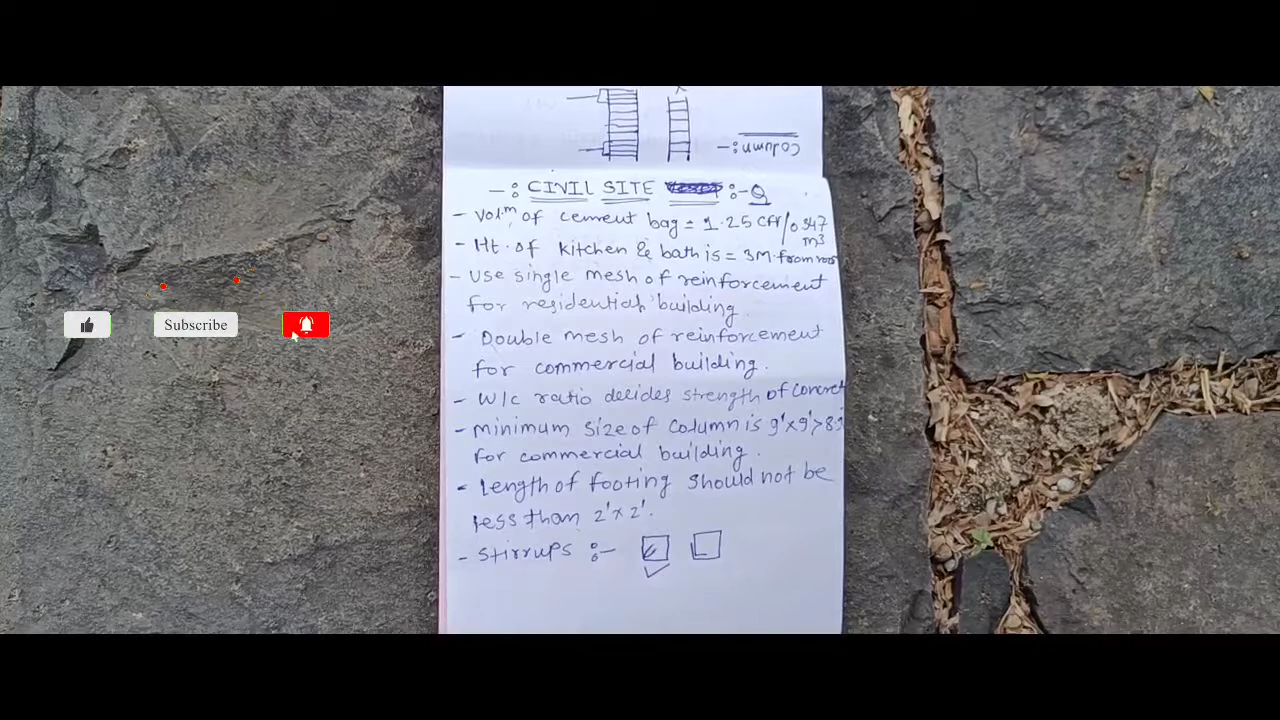 Column:-
-: CIVIL SITE :- Q
- Vol.m of cement bag = 1.25 CFT/0.347 m3
- Ht. of kitchen & bath is = 3M from roo
- Use single mesh of reinforcement
for residential building.
- Double mesh of reinforcement
for commercial building.
- W/c ratio decides strength of concret
- minimum size of column is 9'x9'>
for commercial building.
- Length of footing should not be
less than 2'x2'.
- Stirrups :-
Subscribe